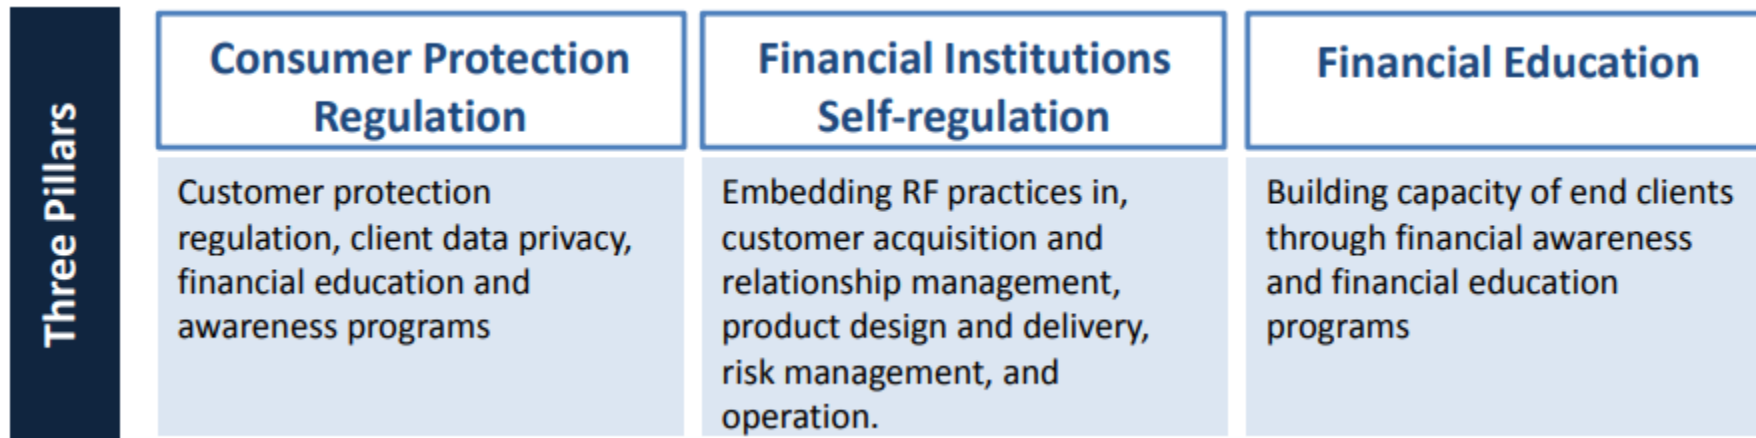 Three Pillars
Consumer Protection
Regulation
Customer protection
regulation, client data privacy,
financial education and
awareness programs
Financial Institutions
Self-regulation
Embedding RF practices in,
customer acquisition and
relationship management,
product design and delivery,
risk management, and
operation.
Financial Education
Building capacity of end clients
through financial awareness
and financial education
programs